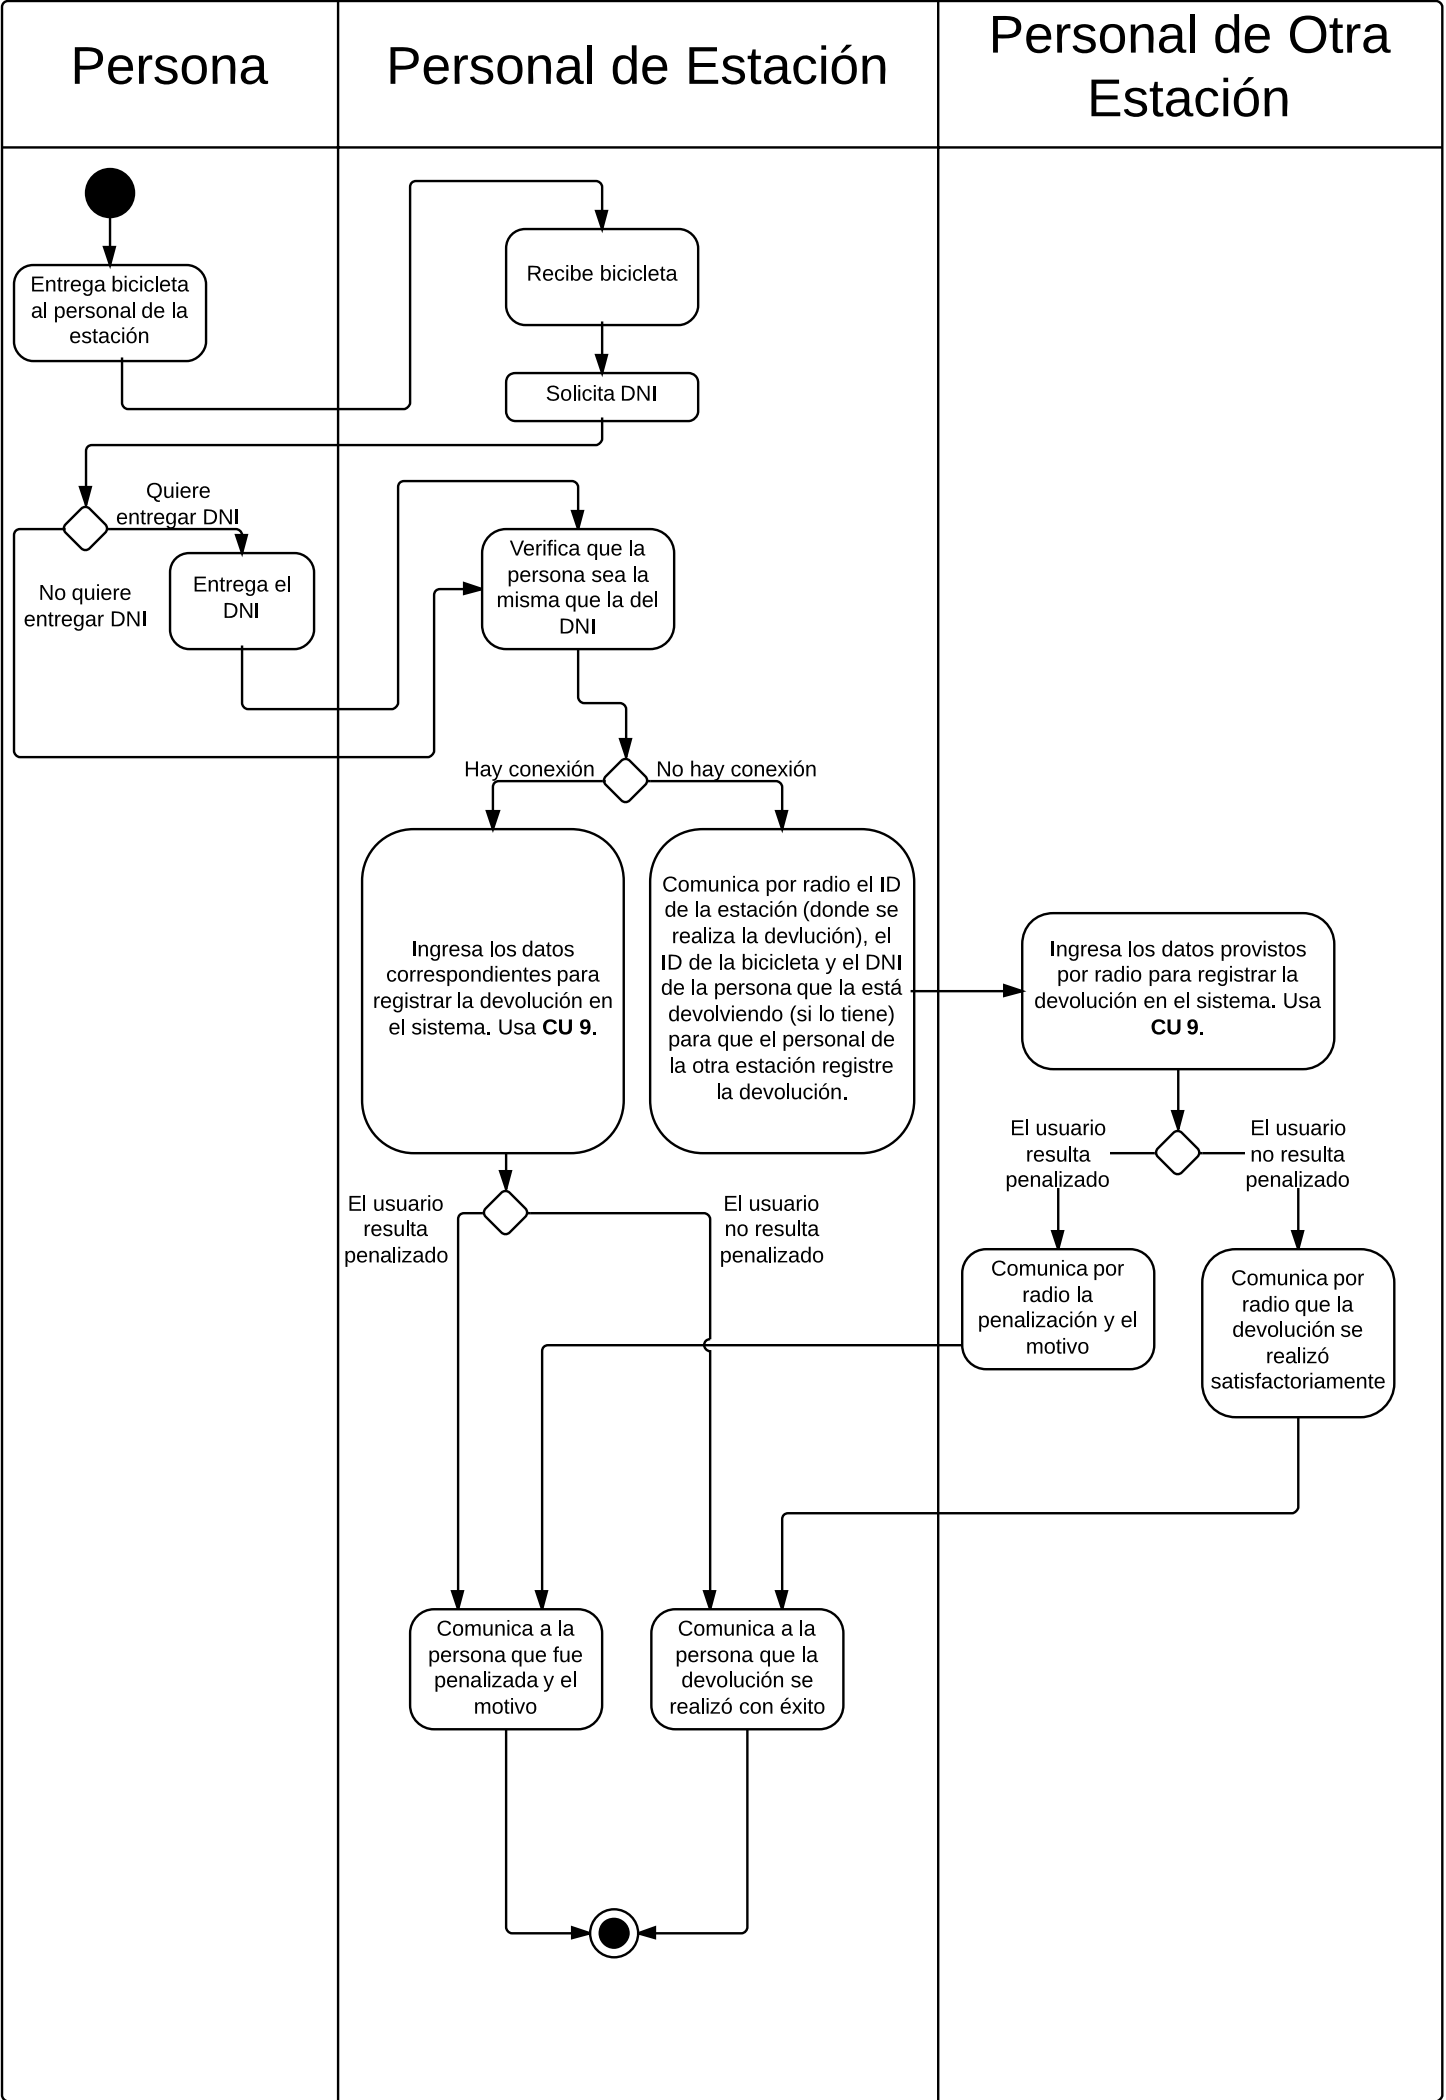 Persona
Personal de Estación
Personal de Otra
Estación
Entrega bicicleta
al personal de la
estación
Recibe bicicleta
Solicita DNI
Quiere
entregar DNI
No quiere
entregar DNI
Entrega el
DNI
Verifica que la
persona sea la
misma que la del
DNI
Hay conexión
No hay conexión
Ingresa los datos
correspondientes para
registrar la devolución en
el sistema. Usa CU 9.
Comunica por radio el ID
de la estación (donde se
realiza la devlución), el
ID de la bicicleta y el DNI
de la persona que la está
devolviendo (si lo tiene)
para que el personal de
la otra estación registre
la devolución.
Ingresa los datos provistos
por radio para registrar la
devolución en el sistema. Usa
CU 9.
El usuario
resulta
penalizado
El usuario
no resulta
penalizado
El usuario
resulta
penalizado
El usuario
no resulta
penalizado
Comunica por
radio la
penalización y el
motivo
Comunica por
radio que la
devolución se
realizó
satisfactoriamente
Comunica a la
persona que fue
penalizada y el
motivo
Comunica a la
persona que la
devolución se
realizó con éxito